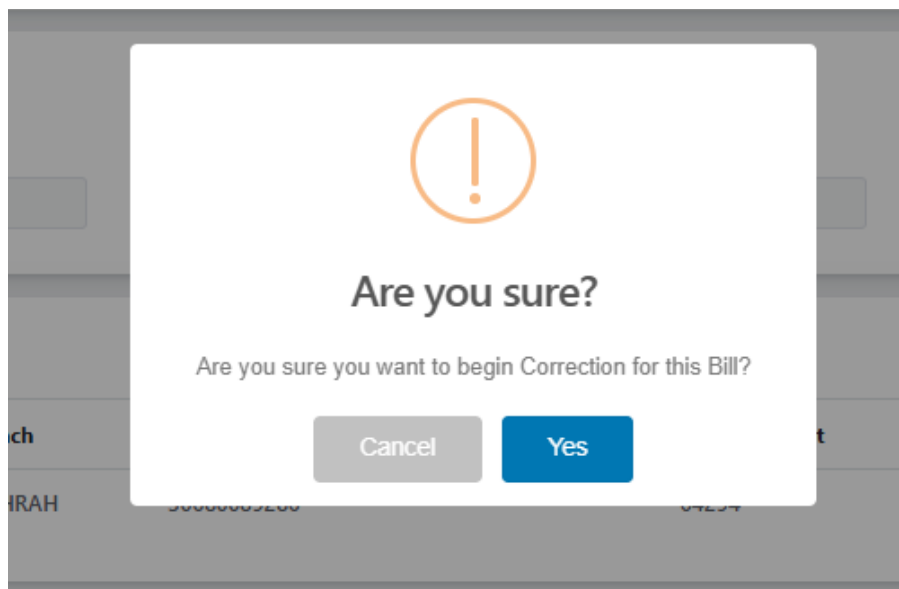 Are you sure?
Are you sure you want to begin Correction for this Bill?
Cancel
Yes